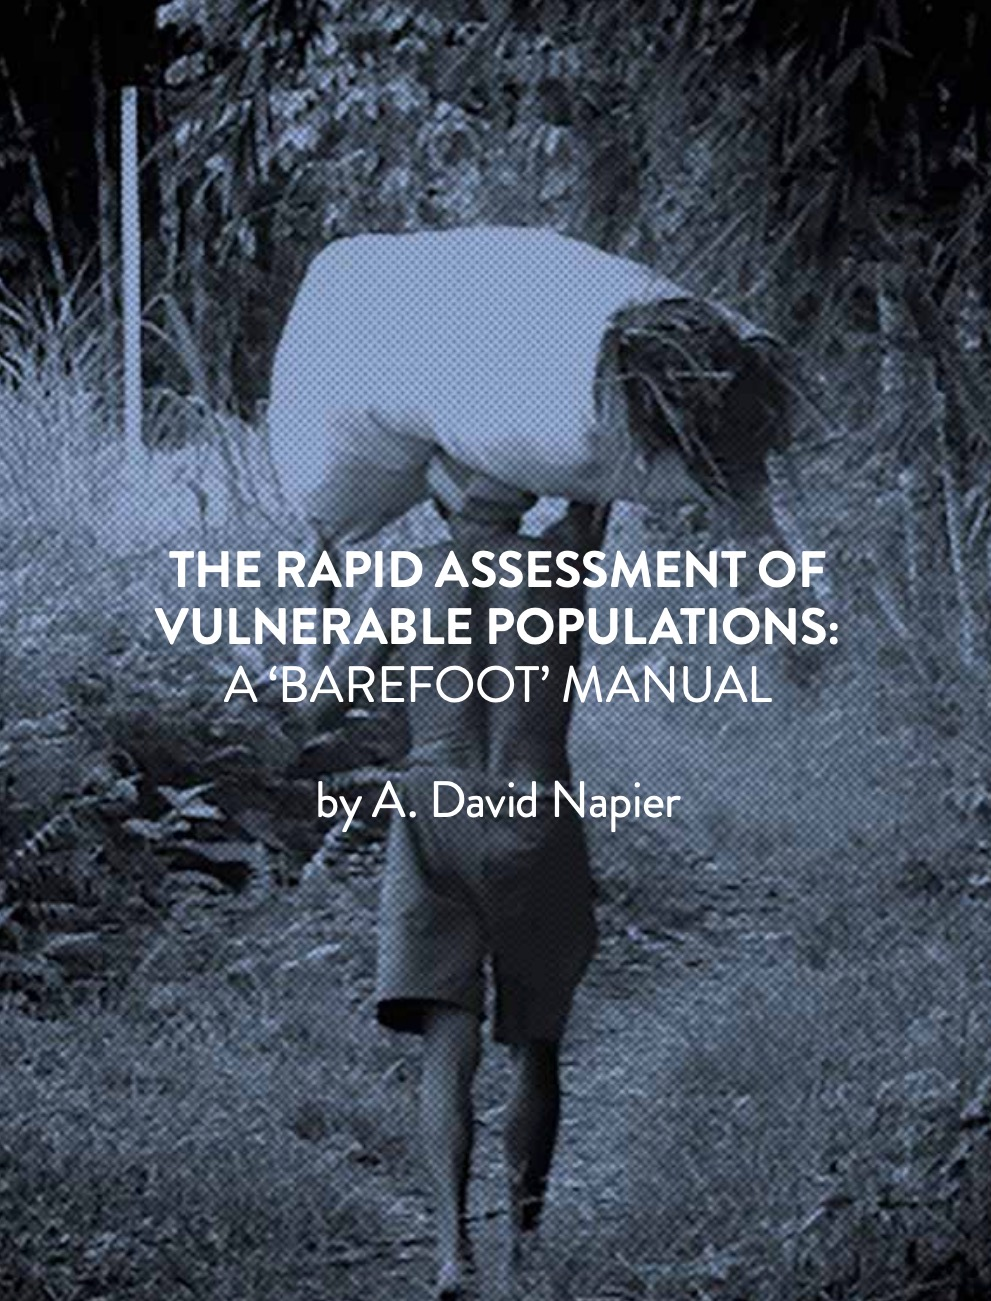 THE RAPID ASSESSMENT OF
VULNERABLE POPULATIONS:
A ‘BAREFOOT’ MANUAL
by A. David Napier